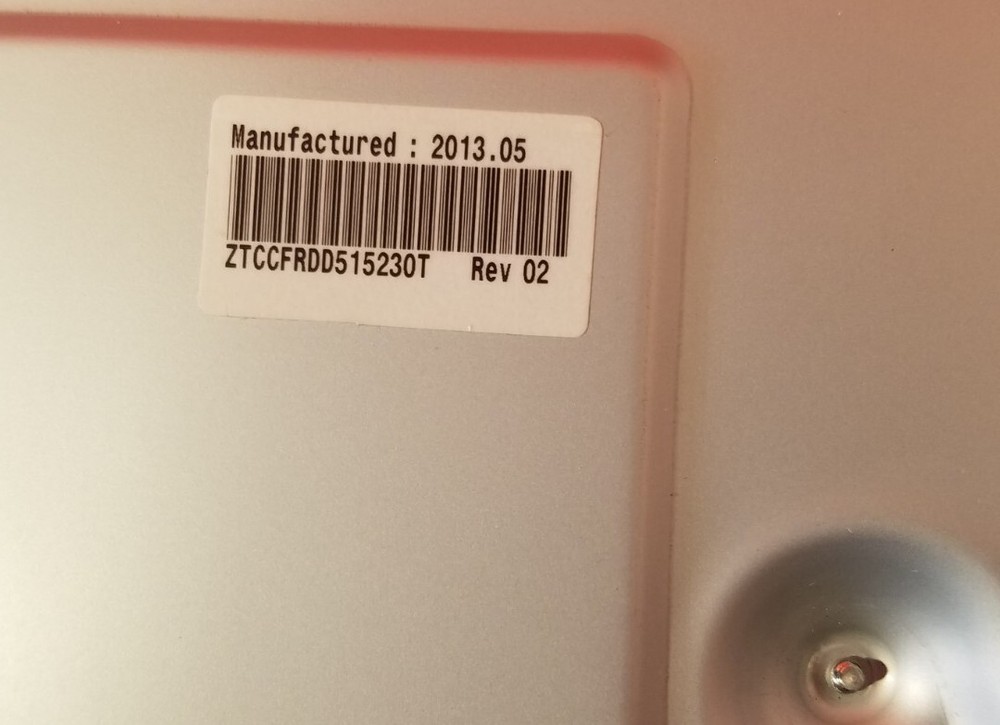 Manufactured : 2013.05
ZTCCFRDD515230T Rev 02